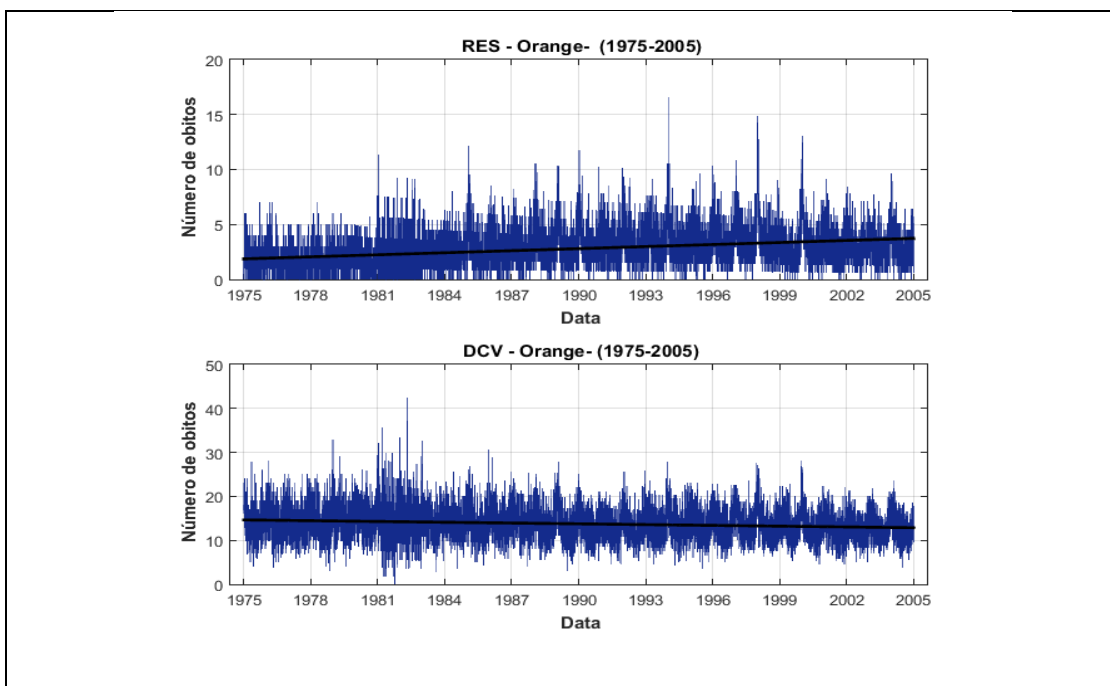 RES - Orange-  (1975-2005)
Número de obitos
20
15
10
5
0
1975 1978 1981 1984 1987 1990 1993 1996 1999 2002 2005
Data
DCV - Orange- (1975-2005)
Número de obitos
50
40
30
20
10
0
1975 1978 1981 1984 1987 1990 1993 1996 1999 2002 2005
Data